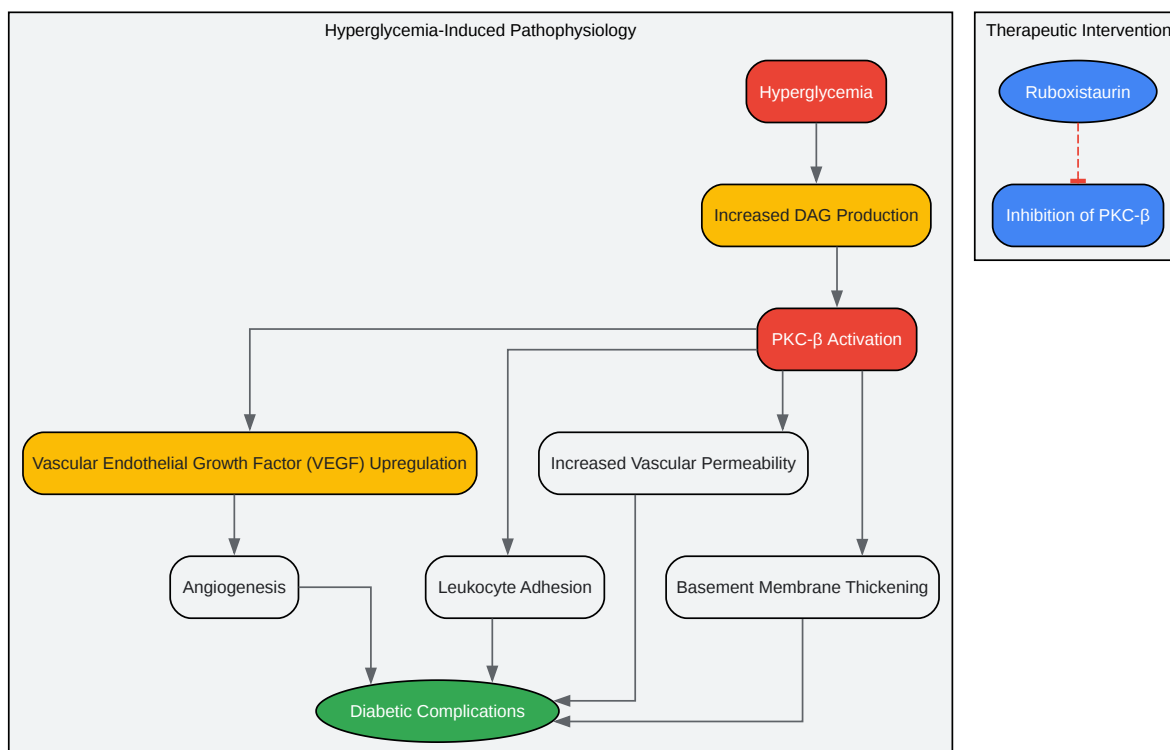 Hyperglycemia-Induced Pathophysiology
Hyperglycemia
Increased DAG Production
PKC-β Activation
Vascular Endothelial Growth Factor (VEGF) Upregulation
Increased Vascular Permeability
Angiogenesis
Leukocyte Adhesion
Basement Membrane Thickening
Diabetic Complications
Therapeutic Intervention
Ruboxistaurin
Inhibition of PKC-β